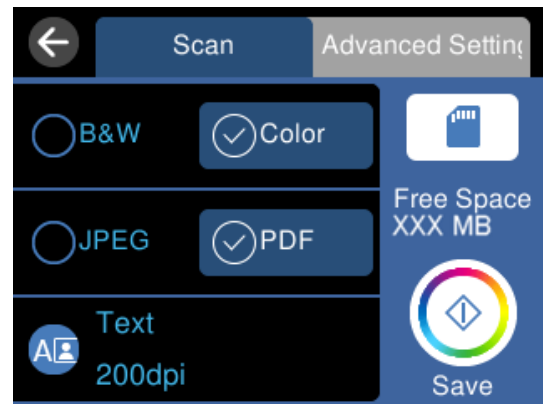 Scan
Advanced Setting
B&W
Color
JPEG
PDF
Text
200dpi
Free Space
XXX MB
Save